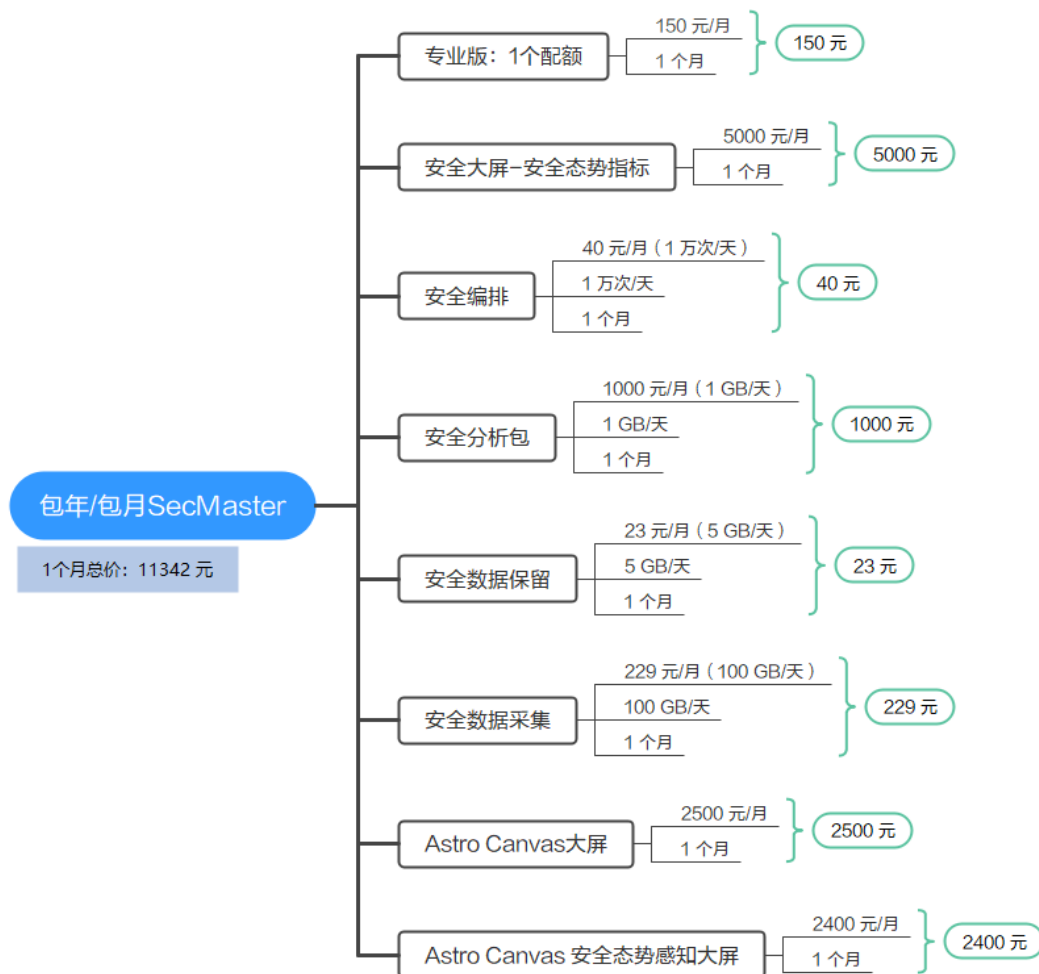 包年/包月SecMaster
1个月总价：11342 元
专业版：1个配额
150 元/月
1 个月
150 元
安全大屏-安全态势指标
5000 元/月
1 个月
5000 元
安全编排
40 元/月（1 万次/天）
1 万次/天
1 个月
40 元
安全分析包
1000 元/月（1 GB/天）
1 GB/天
1 个月
1000 元
安全数据保留
23 元/月（5 GB/天）
5 GB/天
1 个月
23 元
安全数据采集
229 元/月（100 GB/天）
100 GB/天
1 个月
229 元
Astro Canvas大屏
2500 元/月
1 个月
2500 元
Astro Canvas 安全态势感知大屏
2400 元/月
1 个月
2400 元